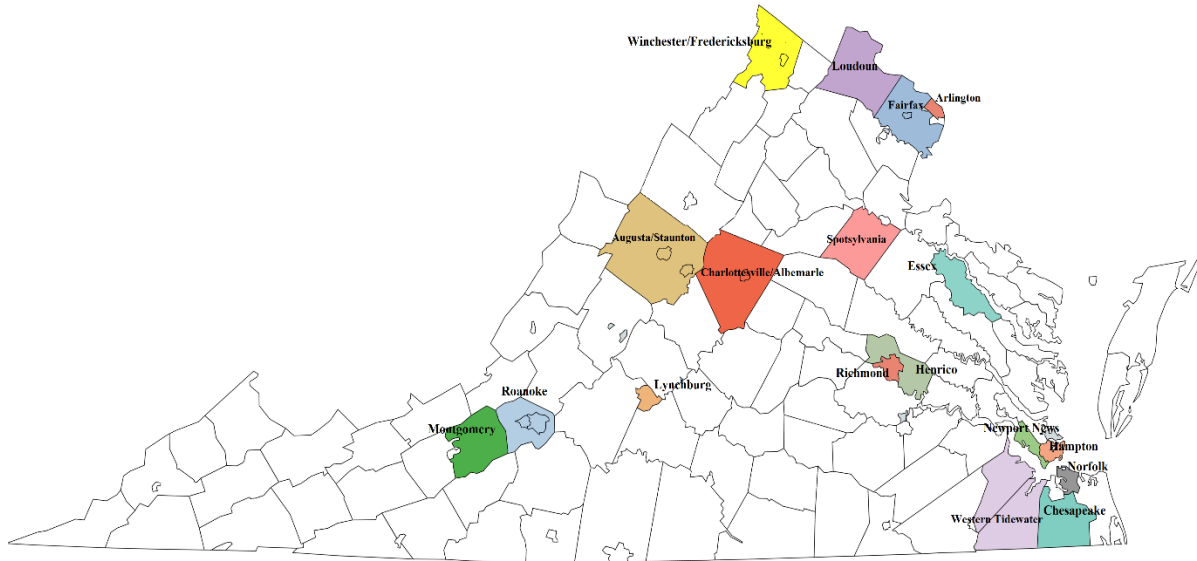 Winchester/Fredericksburg
Loudoun
Arlington
Fairfax
Augusta/Staunton
Spotsylvania
Essex
Charlottesville/Albemarle
Richmond
Henrico
Lynchburg
Roanoke
Montgomery
Newport News
Hampton
Norfolk
Chesapeake
Western Tidewater